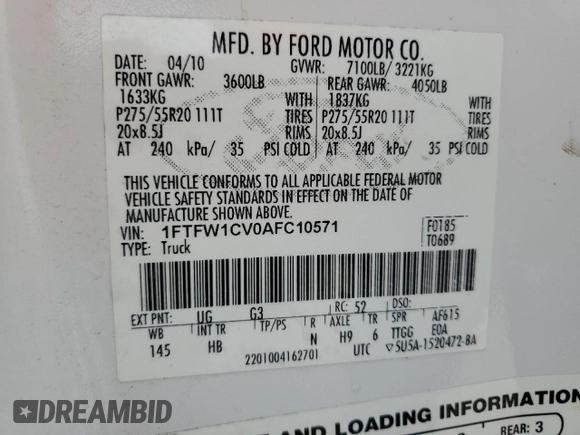 MFD. BY FORD MOTOR CO.
DATE: 04/10 GVWR: 7100LB/ 3221KG
FRONT GAWR: 3600LB REAR GAWR: 4050LB
1633KG 1837KG
P275/55R20 111T TIRES P275/55R20 111T TIRES
20x8.5J RIMS 20x8.5J RIMS
AT 240 kPa/ 35 PSI COLD AT 240 kPa/ 35 PSI COLD
THIS VEHICLE CONFORMS TO ALL APPLICABLE FEDERAL MOTOR
VEHICLE SAFETY STANDARDS IN EFFECT ON THE DATE OF
MANUFACTURE SHOWN ABOVE.
VIN: 1FTFW1CV0AFC10571 F0185
TYPE: Truck T0689
EXT PNT: UG G3 RC: 52 DSO:
WB INT TR TP/PS R AXLE TR SPR AF615
145 HB N H9 6 TTGG E0A
2201004162701 UTC ▽5U5A-1520472-BA
AND LOADING INFORMATION
REAR: 3
DREAMBID